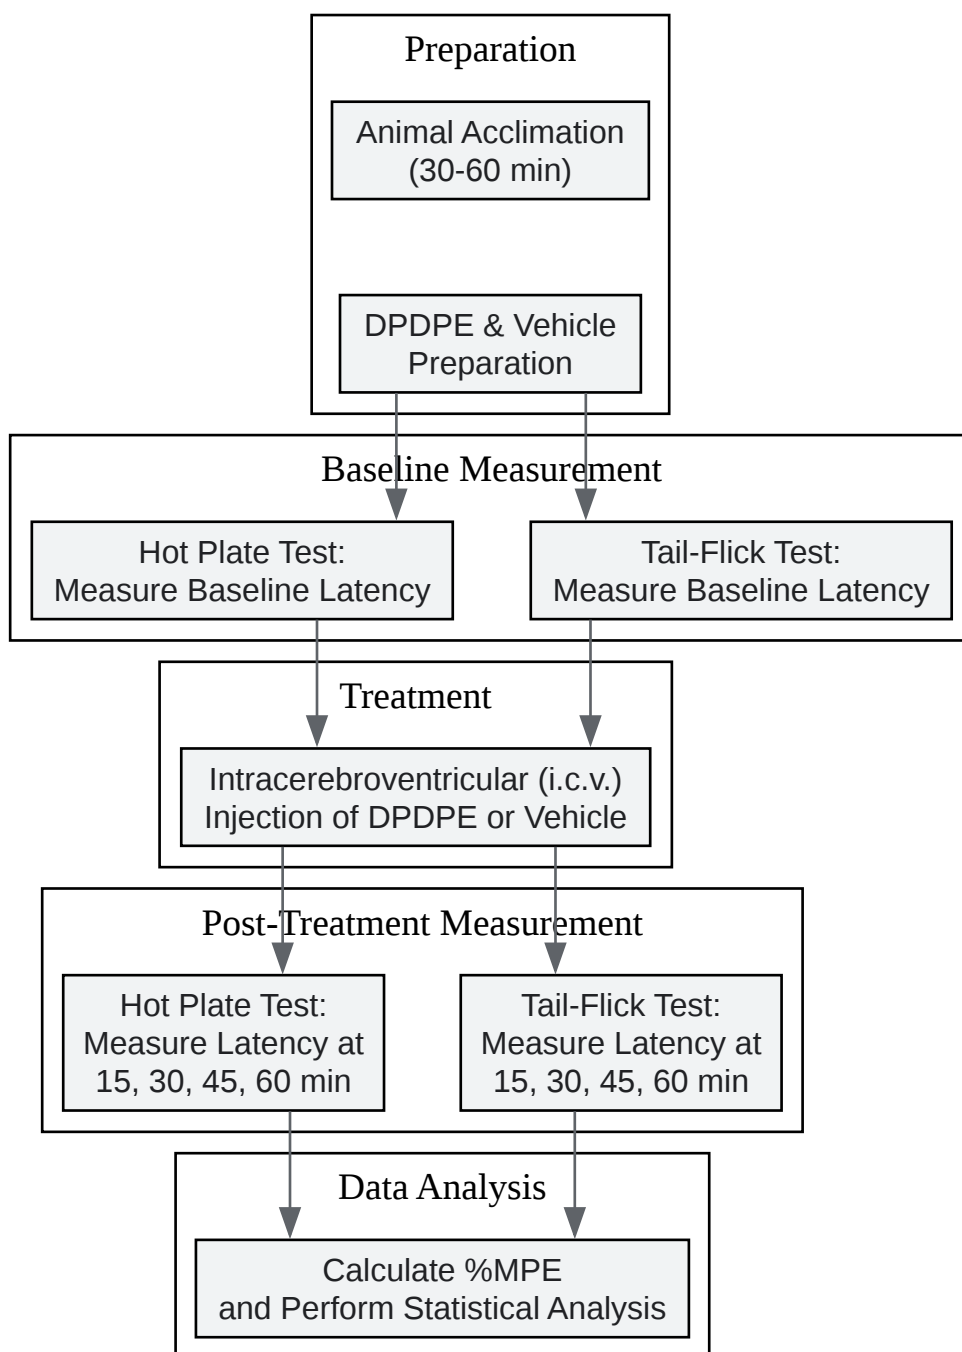 Preparation
Animal Acclimation
(30-60 min)
DPDPE & Vehicle
Preparation
Baseline Measurement
Hot Plate Test:
Measure Baseline Latency
Tail-Flick Test:
Measure Baseline Latency
Treatment
Intracerebroventricular (i.c.v.)
Injection of DPDPE or Vehicle
Post-Treatment Measurement
Hot Plate Test:
Measure Latency at
15, 30, 45, 60 min
Tail-Flick Test:
Measure Latency at
15, 30, 45, 60 min
Data Analysis
Calculate %MPE
and Perform Statistical Analysis